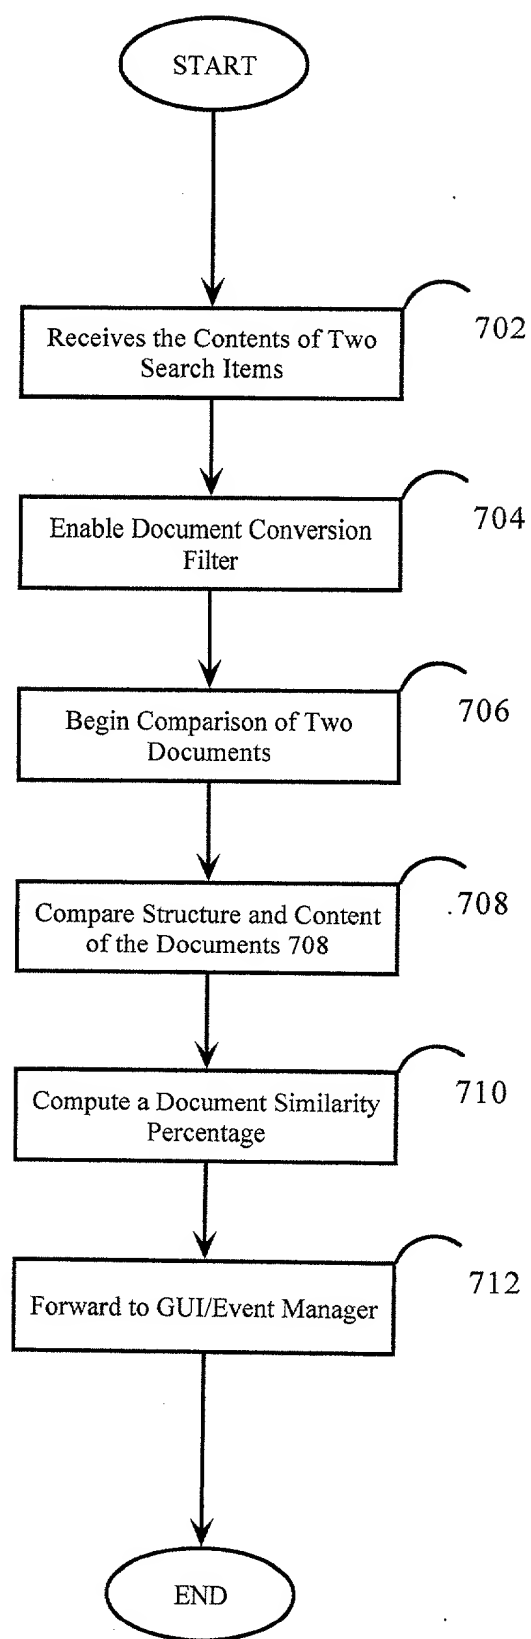 START
702
Receives the Contents of Two
Search Items
704
Enable Document Conversion
Filter
706
Begin Comparison of Two
Documents
708
Compare Structure and Content
of the Documents 708
710
Compute a Document Similarity
Percentage
712
Forward to GUI/Event Manager
END